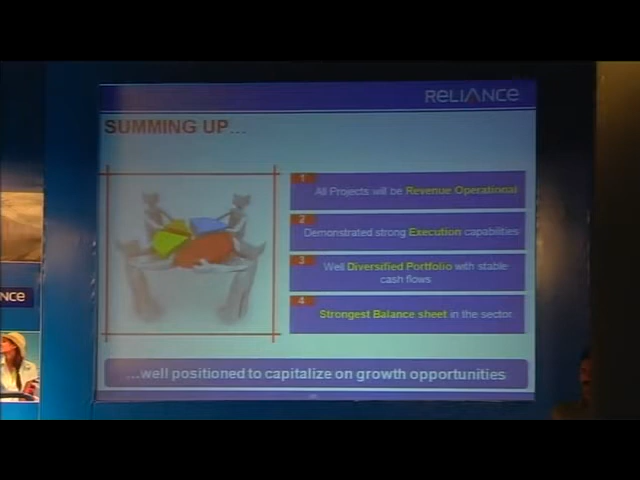 RELIANCE
SUMMING UP...
1
All Projects will be Revenue Operational
2
Demonstrated strong Execution capabilities
3
Well Diversified Portfolio with stable
cash flows
4
Strongest Balance sheet in the sector
...well positioned to capitalize on growth opportunities
NCE